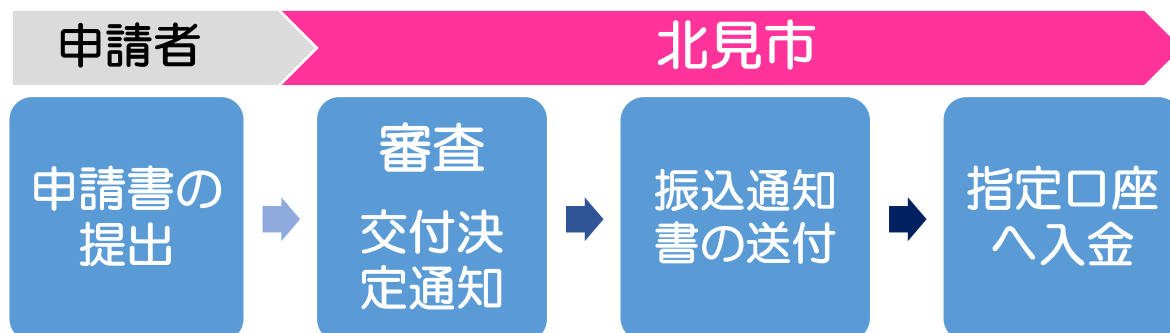 申請者
北見市
申請書の
提出
審査
交付決
定通知
振込通知
書の送付
指定口座
へ入金